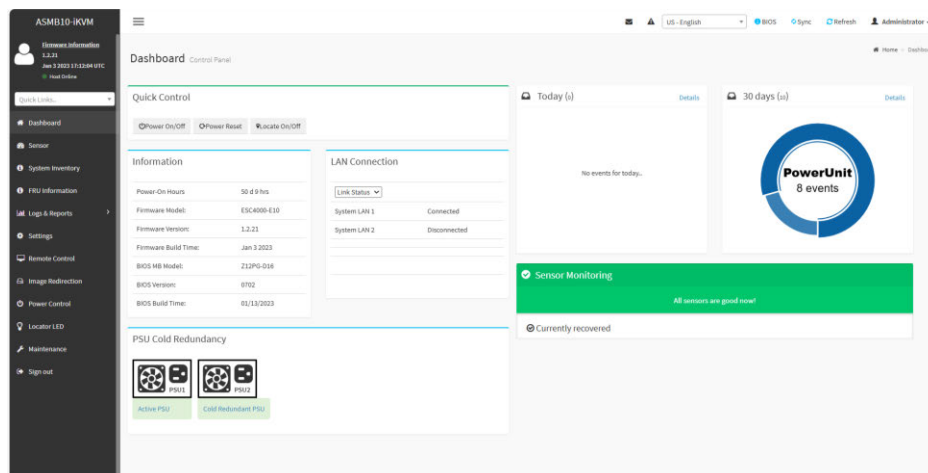 ASMB10-iKVM
Firmware Information
1.2.21
Jan 3 2023 17:12:04 UTC
Host Online
Quick Links...
Dashboard
Sensor
System Inventory
FRU Information
Logs & Reports
Settings
Remote Control
Image Redirection
Power Control
Locator LED
Maintenance
Sign out
US - English
BIOS
Sync
Refresh
Administrator
Dashboard Control Panel
Home
Quick Control
Power On/Off Power Reset Locate On/Off
Information
Power-On Hours 50 d 9 hrs
Firmware Model: ESC4000-E10
Firmware Version: 1.2.21
Firmware Build Time: Jan 3 2023
BIOS MB Model: Z12PG-D16
BIOS Version: 0702
BIOS Build Time: 01/13/2023
LAN Connection
Link Status
System LAN 1 Connected
System LAN 2 Disconnected
PSU Cold Redundancy
PSU1
PSU2
Active PSU
Cold Redundant PSU
Today (0) Details
No events for today..
30 days Details
PowerUnit
8 events
Sensor Monitoring
All sensors are good now!
Currently recovered